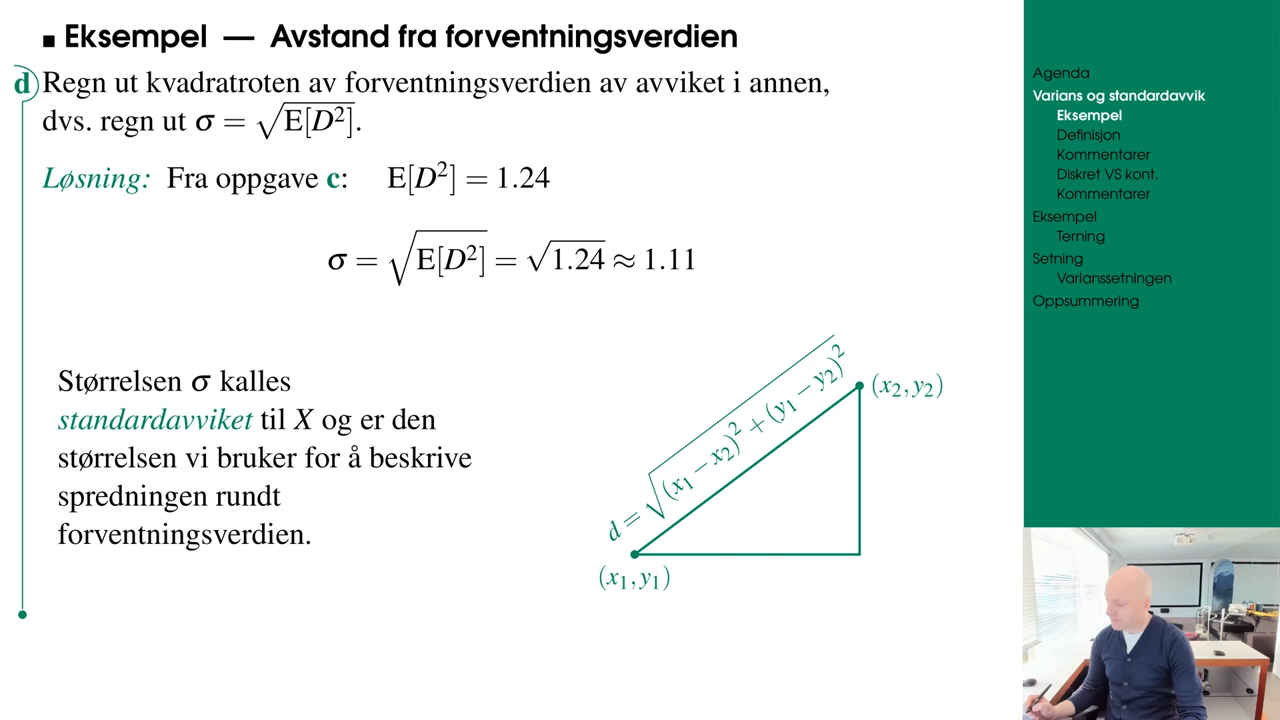 ■ Eksempel — Avstand fra forventningsverdien
d Regn ut kvadratroten av forventningsverdien av avviket i annen,
dvs. regn ut σ = √E[D²].
Løsning: Fra oppgave c: E[D²] = 1.24
σ = √E[D²] = √1.24 ≈ 1.11
Størrelsen σ kalles
standardavviket til X og er den
størrelsen vi bruker for å beskrive
spredningen rundt
forventningsverdien.
d = √(x₁ − x₂)² + (y₁ − y₂)²
(x₂, y₂)
(x₁, y₁)
Agenda
Varians og standardavvik
Eksempel
Definisjon
Kommentarer
Diskret VS kont.
Kommentarer
Eksempel
Terning
Setning
Varianssetningen
Oppsummering